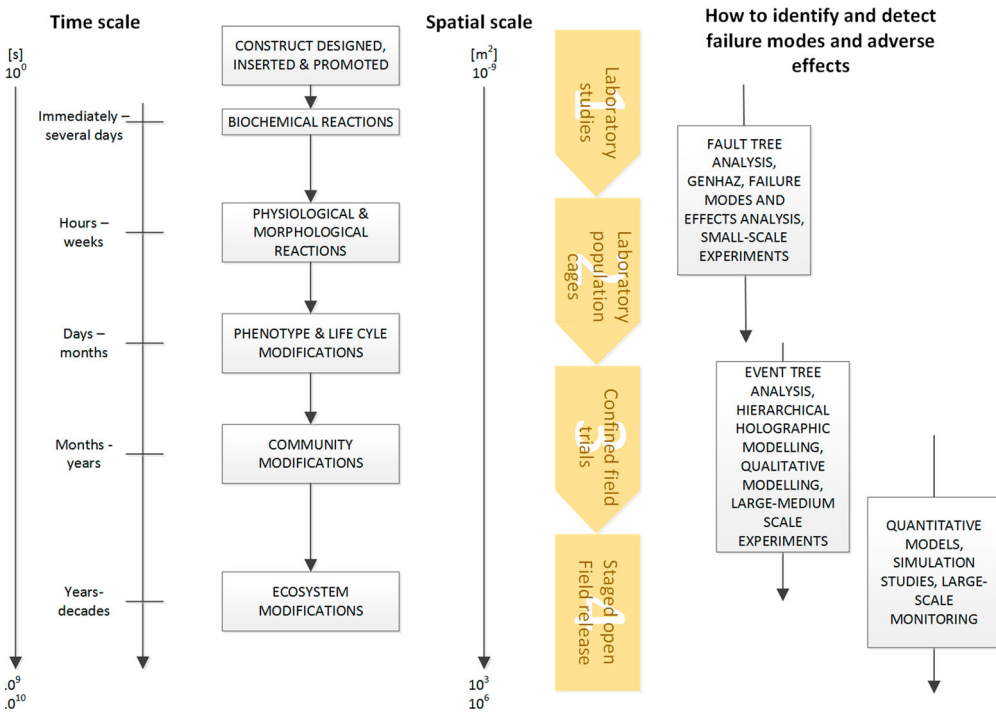 Time scale
[s]
10⁰
Immediately –
several days
Hours –
weeks
Days –
months
Months -
years
Years-
decades
.0⁹
.0¹⁰
CONSTRUCT DESIGNED,
INSERTED & PROMOTED
BIOCHEMICAL REACTIONS
PHYSIOLOGICAL &
MORPHOLOGICAL
REACTIONS
PHENOTYPE & LIFE CYLE
MODIFICATIONS
COMMUNITY
MODIFICATIONS
ECOSYSTEM
MODIFICATIONS
Spatial scale
[m²]
10⁻⁹
10³
10⁶
1
Laboratory
studies
2
Laboratory
population
cages
3
Confined field
trials
4
Staged open
Field release
How to identify and detect
failure modes and adverse
effects
FAULT TREE
ANALYSIS,
GENHAZ, FAILURE
MODES AND
EFFECTS ANALYSIS,
SMALL-SCALE
EXPERIMENTS
EVENT TREE
ANALYSIS,
HIERARCHICAL
HOLOGRAPHIC
MODELLING,
QUALITATIVE
MODELLING,
LARGE-MEDIUM
SCALE
EXPERIMENTS
QUANTITATIVE
MODELS,
SIMULATION
STUDIES, LARGE-
SCALE
MONITORING